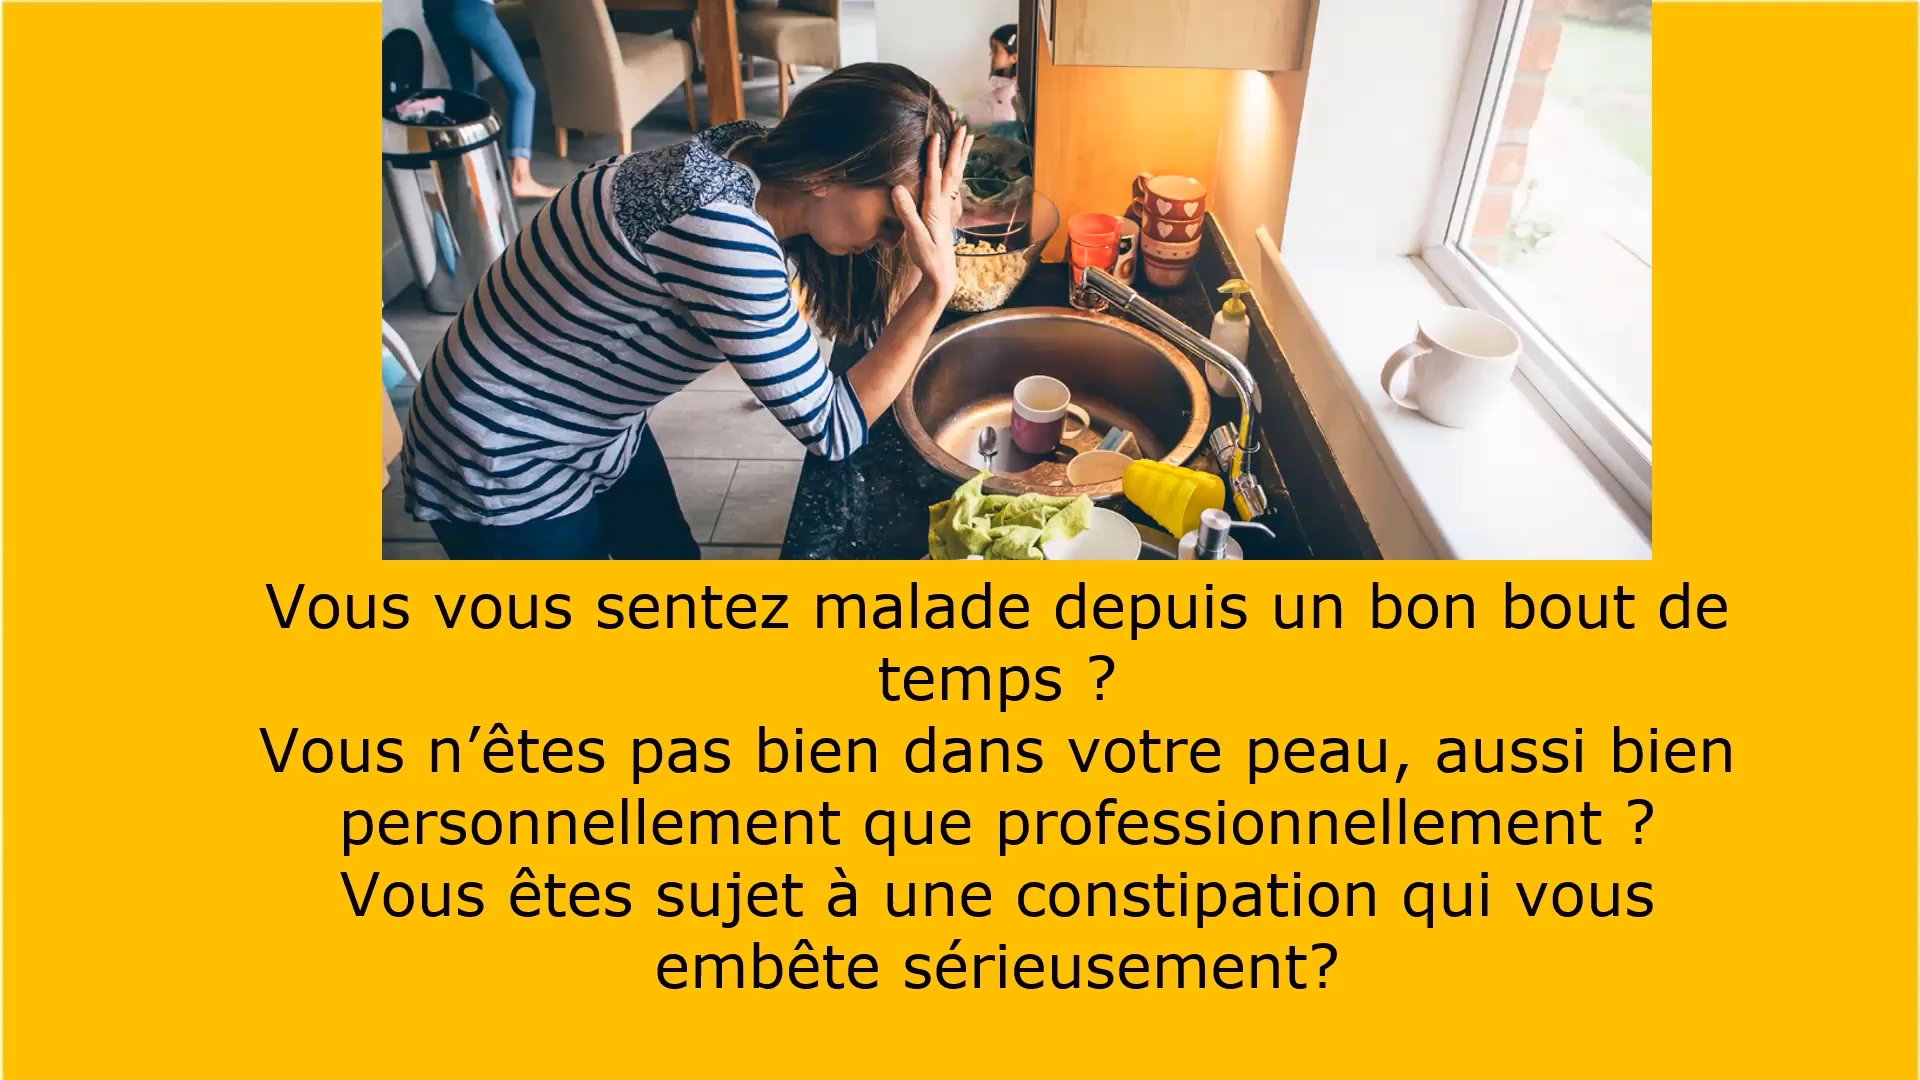 Vous vous sentez malade depuis un bon bout de
temps ?
Vous n’êtes pas bien dans votre peau, aussi bien
personnellement que professionnellement ?
Vous êtes sujet à une constipation qui vous
embête sérieusement?